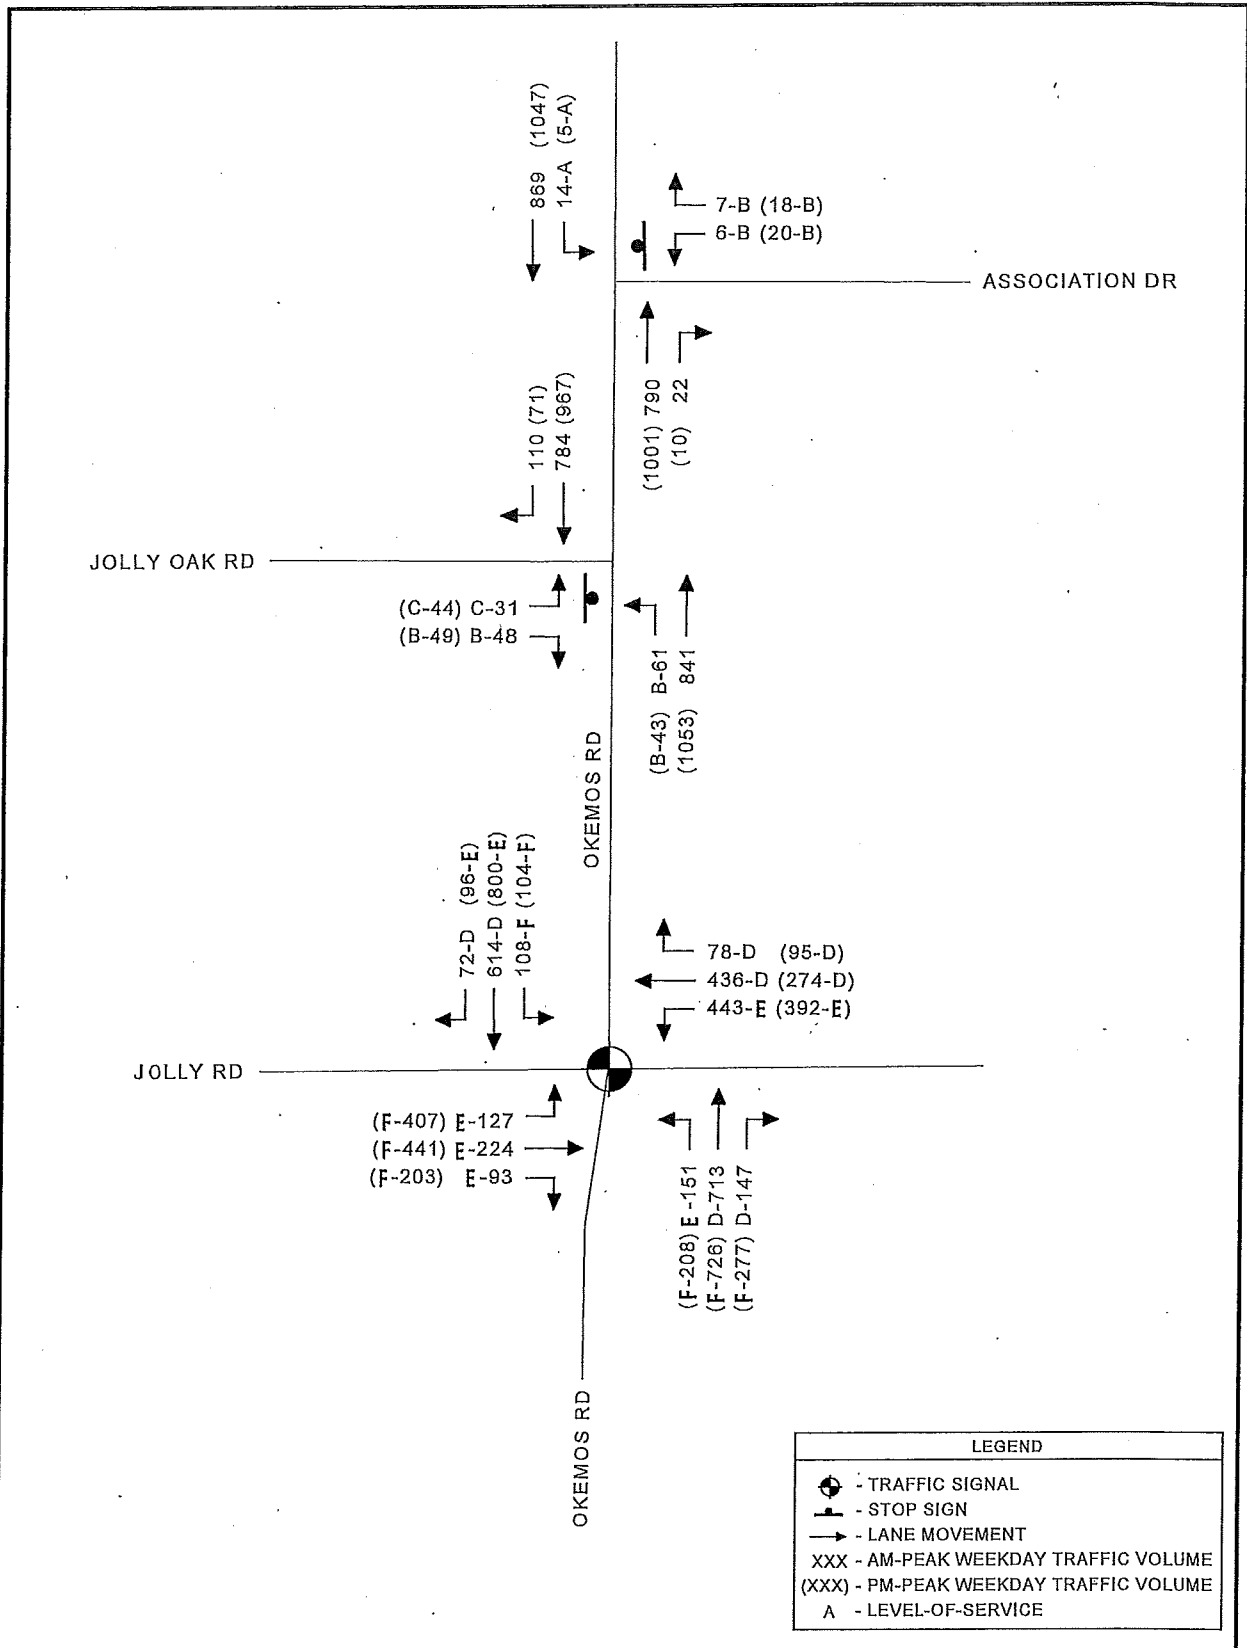 869 (1047)
14-A (5-A)
7-B (18-B)
6-B (20-B)
ASSOCIATION DR
(1001) 790
(10) 22
110 (71)
784 (967)
JOLLY OAK RD
(C-44) C-31
(B-49) B-48
(B-43) B-61
(1053) 841
OKEMOS RD
72-D (96-E)
614-D (800-E)
108-F (104-F)
78-D (95-D)
436-D (274-D)
443-E (392-E)
JOLLY RD
(F-407) E-127
(F-441) E-224
(F-203) E-93
(F-208) E-151
(F-726) D-713
(F-277) D-147
OKEMOS RD
LEGEND
- TRAFFIC SIGNAL
- STOP SIGN
- LANE MOVEMENT
XXX - AM-PEAK WEEKDAY TRAFFIC VOLUME
(XXX) - PM-PEAK WEEKDAY TRAFFIC VOLUME
A - LEVEL-OF-SERVICE